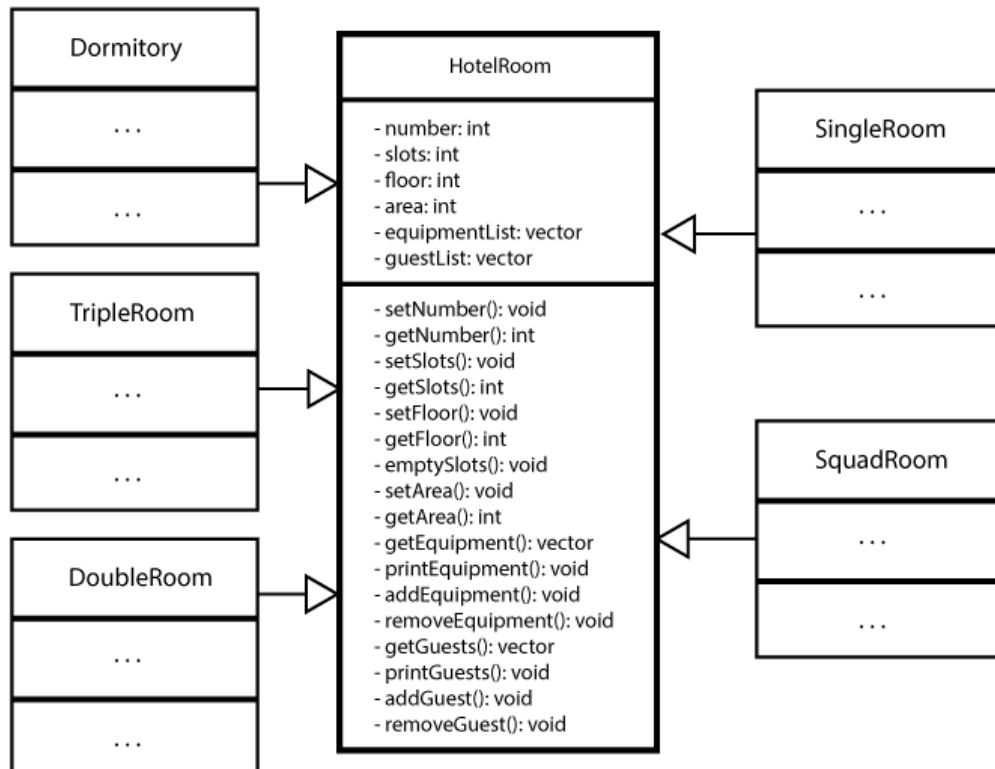 Dormitory
...
...
TripleRoom
...
...
DoubleRoom
...
...
HotelRoom
- number: int
- slots: int
- floor: int
- area: int
- equipmentList: vector
- guestList: vector
- setNumber(): void
- getNumber(): int
- setSlots(): void
- getSlots(): int
- setFloor(): void
- getFloor(): int
- emptySlots(): void
- setArea(): void
- getArea(): int
- getEquipment(): vector
- printEquipment(): void
- addEquipment(): void
- removeEquipment(): void
- getGuests(): vector
- printGuests(): void
- addGuest(): void
- removeGuest(): void
SingleRoom
...
...
SquadRoom
...
...